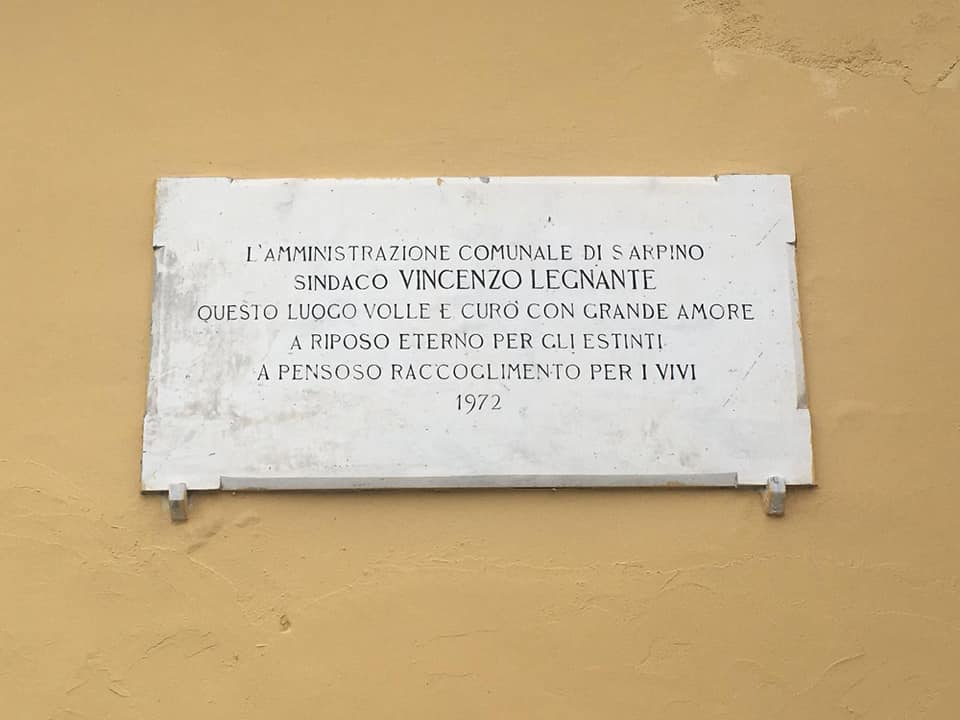 L'AMMINISTRAZIONE COMUNALE DI SARPINO
SINDACO VINCENZO LEGNANTE
QUESTO LUOGO VOLLE E CURÒ CON GRANDE AMORE
A RIPOSO ETERNO PER GLI ESTINTI
A PENSOSO RACCOGLIMENTO PER I VIVI
1972